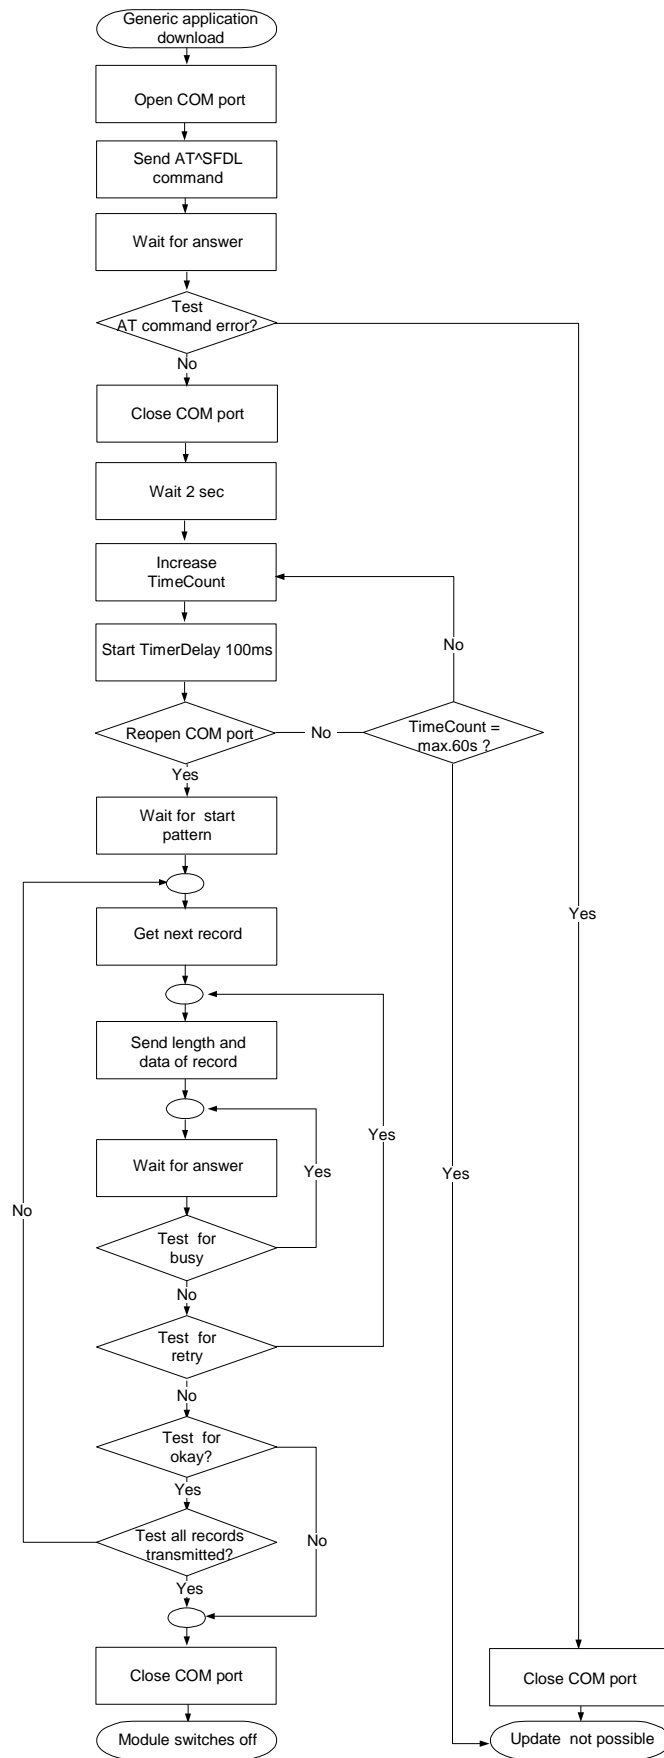 Generic application
download
Open COM port
Send AT^SFDL
command
Wait for answer
Test
AT command error?
No
Close COM port
Wait 2 sec
Increase
TimeCount
No
Start TimerDelay 100ms
Reopen COM port
No
TimeCount =
max.60s ?
Yes
Wait for start
pattern
Yes
Get next record
Send length and
data of record
Yes
Wait for answer
Yes
Yes
No
Test for
busy
No
Test for
retry
No
Test for
okay?
Yes
No
Test all records
transmitted?
Yes
Close COM port
Close COM port
Module switches off
Update not possible